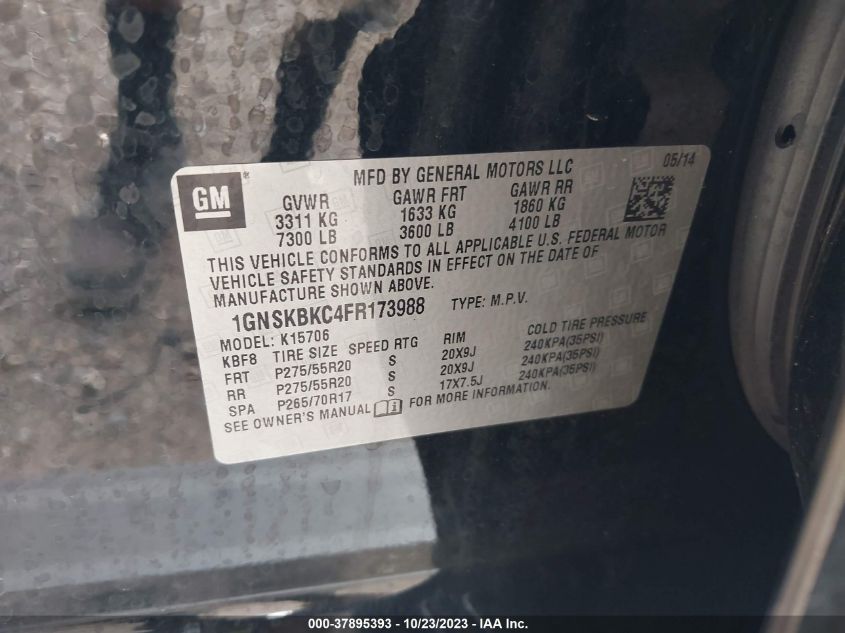 GM ®
MFD BY GENERAL MOTORS LLC 05/14
GVWR GAWR FRT GAWR RR
3311 KG 1633 KG 1860 KG
7300 LB 3600 LB 4100 LB
THIS VEHICLE CONFORMS TO ALL APPLICABLE U.S. FEDERAL MOTOR
VEHICLE SAFETY STANDARDS IN EFFECT ON THE DATE OF
MANUFACTURE SHOWN ABOVE.
1GNSKBKC4FR173988 TYPE: M.P.V.
MODEL: K15706
KBF8 TIRE SIZE SPEED RTG RIM COLD TIRE PRESSURE
FRT P275/55R20 S 20X9J 240KPA(35PSI)
RR P275/55R20 S 20X9J 240KPA(35PSI)
SPA P265/70R17 S 17X7.5J 240KPA(35PSI)
SEE OWNER'S MANUAL FOR MORE INFORMATION.
000-37895393 - 10/23/2023 - IAA Inc.